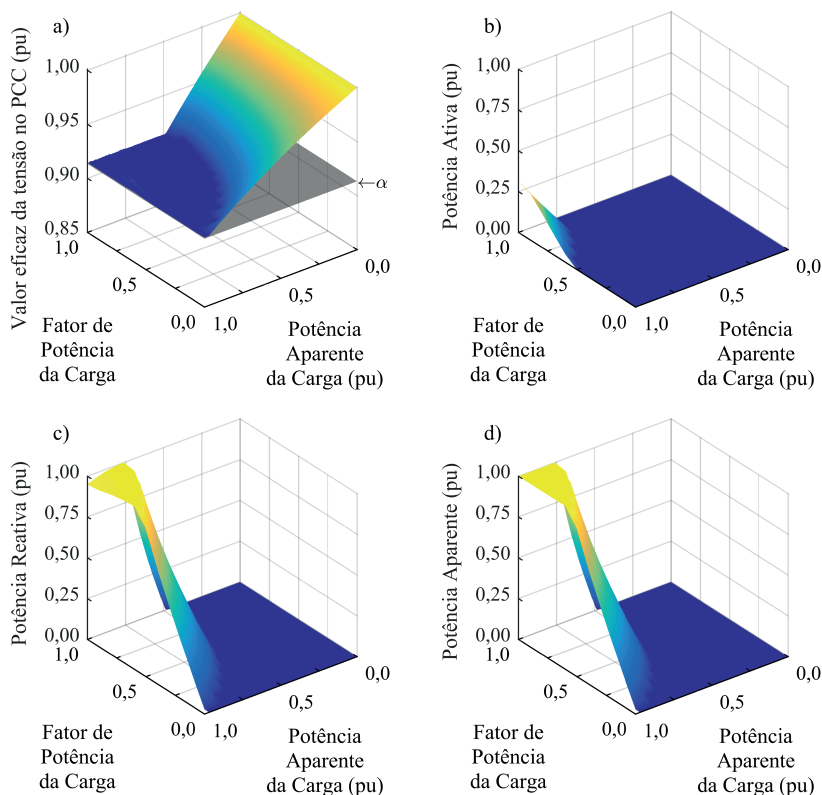 a)
Valor eficaz da tensão no PCC (pu)
1,00
0,95
0,90
0,85
1,0
0,5
0,0
Fator de
Potência
da Carga
1,0
0,5
0,0
Potência
Aparente
da Carga (pu)
←α
b)
Potência Ativa (pu)
1,00
0,75
0,50
0,25
0,00
1,0
0,5
0,0
Fator de
Potência
da Carga
1,0
0,5
0,0
Potência
Aparente
da Carga (pu)
c)
Potência Reativa (pu)
1,00
0,75
0,50
0,25
0,00
1,0
0,5
0,0
Fator de
Potência
da Carga
1,0
0,5
0,0
Potência
Aparente
da Carga (pu)
d)
Potência Aparente (pu)
1,00
0,75
0,50
0,25
0,00
1,0
0,5
0,0
Fator de
Potência
da Carga
1,0
0,5
0,0
Potência
Aparente
da Carga (pu)